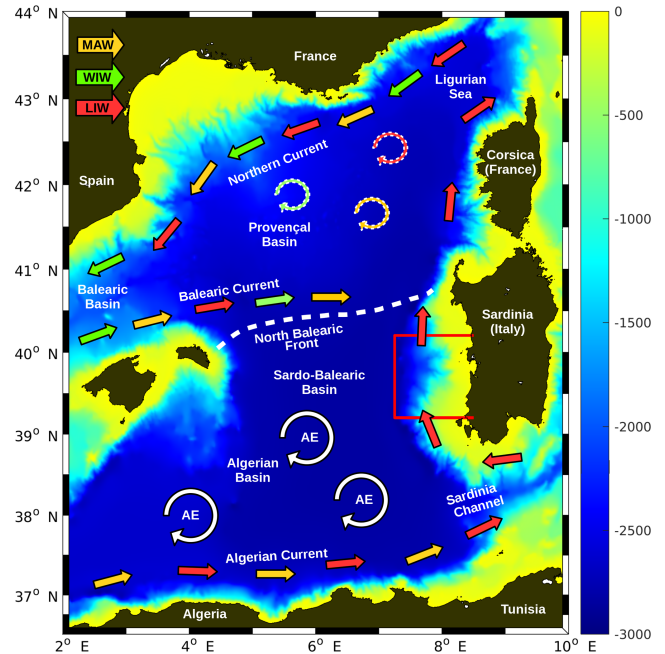 44° N
43° N
42° N
41° N
40° N
39° N
38° N
37° N
MAW
WIW
LIW
France
Ligurian
Sea
Spain
Northern Current
Corsica
(France)
Provençal
Basin
Balearic
Basin
Balearic Current
North Balearic
Front
Sardinia
(Italy)
Sardo-Balearic
Basin
AE
Algerian
Basin
AE
AE
Sardinia
Channel
Algerian Current
Algeria
Tunisia
2° E
4° E
6° E
8° E
10° E
0
-500
-1000
-1500
-2000
-2500
-3000